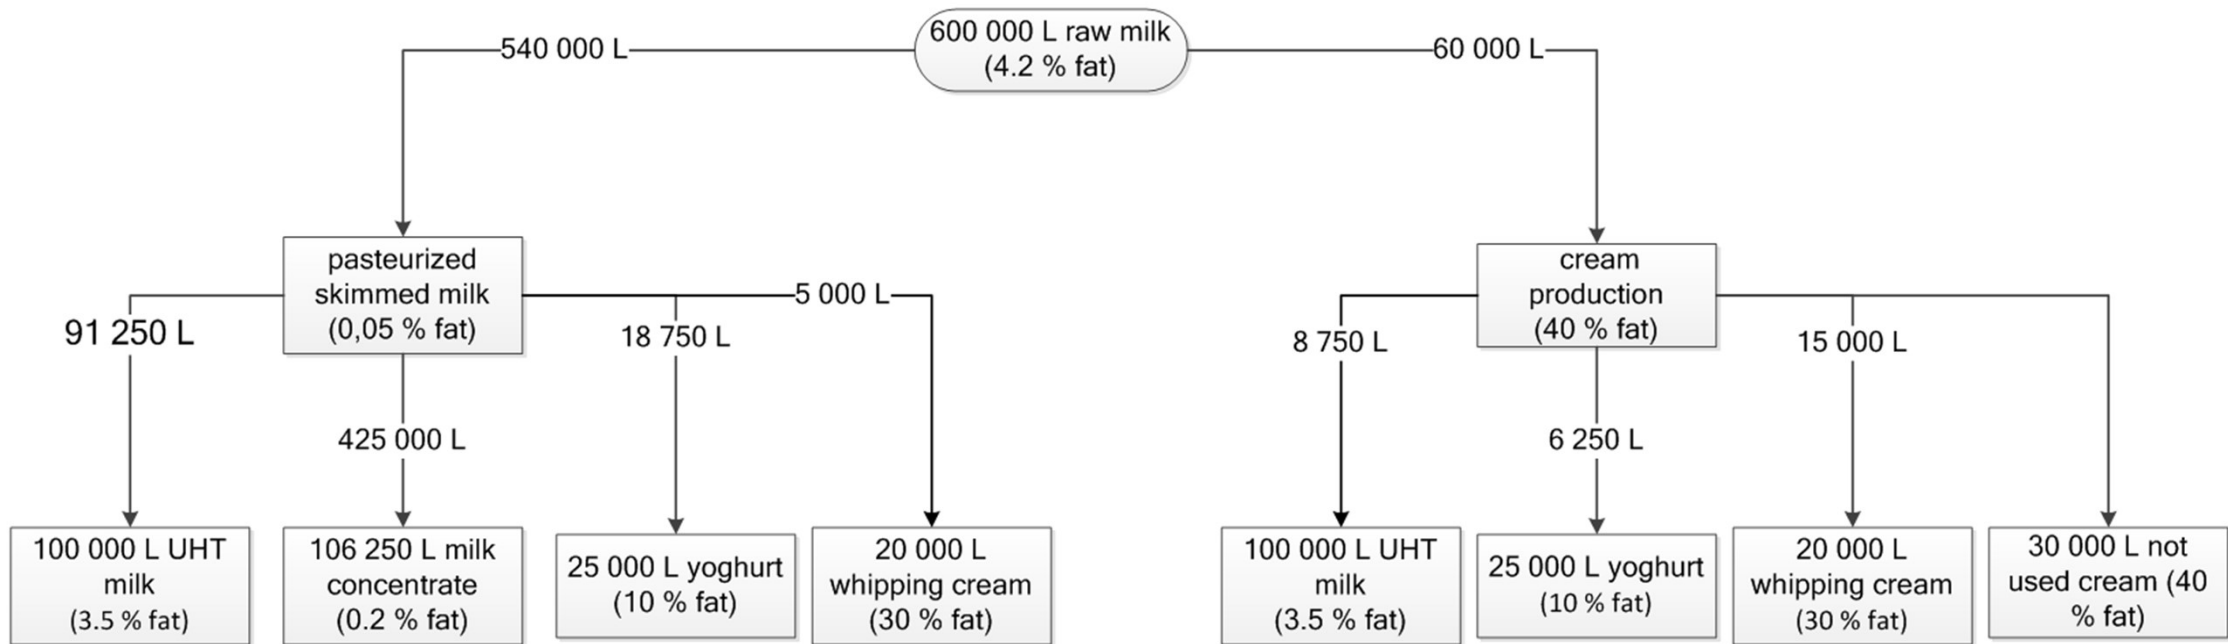 600 000 L raw milk
(4.2 % fat)
540 000 L
60 000 L
pasteurized
skimmed milk
(0,05 % fat)
cream
production
(40 % fat)
5 000 L
91 250 L
18 750 L
8 750 L
15 000 L
425 000 L
6 250 L
100 000 L UHT
milk
(3.5 % fat)
106 250 L milk
concentrate
(0.2 % fat)
25 000 L yoghurt
(10 % fat)
20 000 L
whipping cream
(30 % fat)
100 000 L UHT
milk
(3.5 % fat)
25 000 L yoghurt
(10 % fat)
20 000 L
whipping cream
(30 % fat)
30 000 L not
used cream (40
% fat)